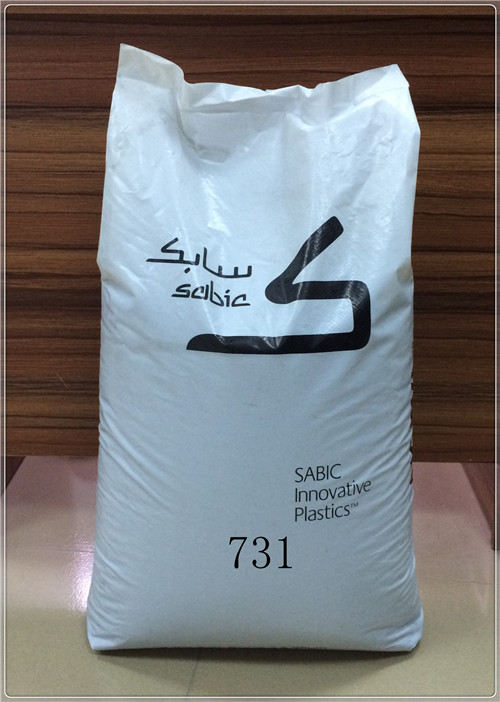 سابك
sabic
SABIC
Innovative
Plastics™
731